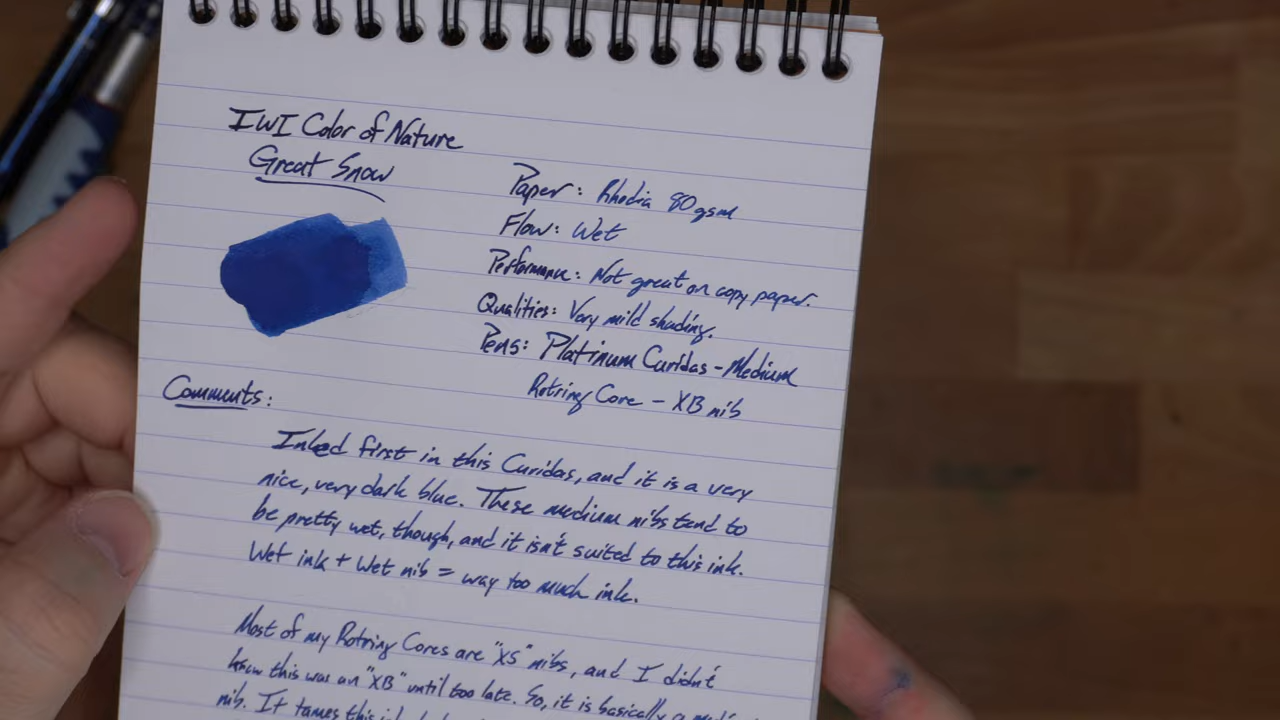 IWI Color of Nature
Great Snow
Paper: Rhodia 80gsm
Flow: Wet
Performance: Not great on copy paper.
Qualities: Very mild shading.
Pens: Platinum Curidas - Medium
Rotring Core - XB nib
Comments:
Inked first in this Curidas, and it is a very
nice, very dark blue. These medium nibs tend to
be pretty wet, though, and it isn't suited to this ink.
Wet ink + Wet nib = way too much ink.
Most of my Rotring Cores are "XS" nibs, and I didn't
know this was an "XB" until too late. So, it is basically a
nib. It tames this ink